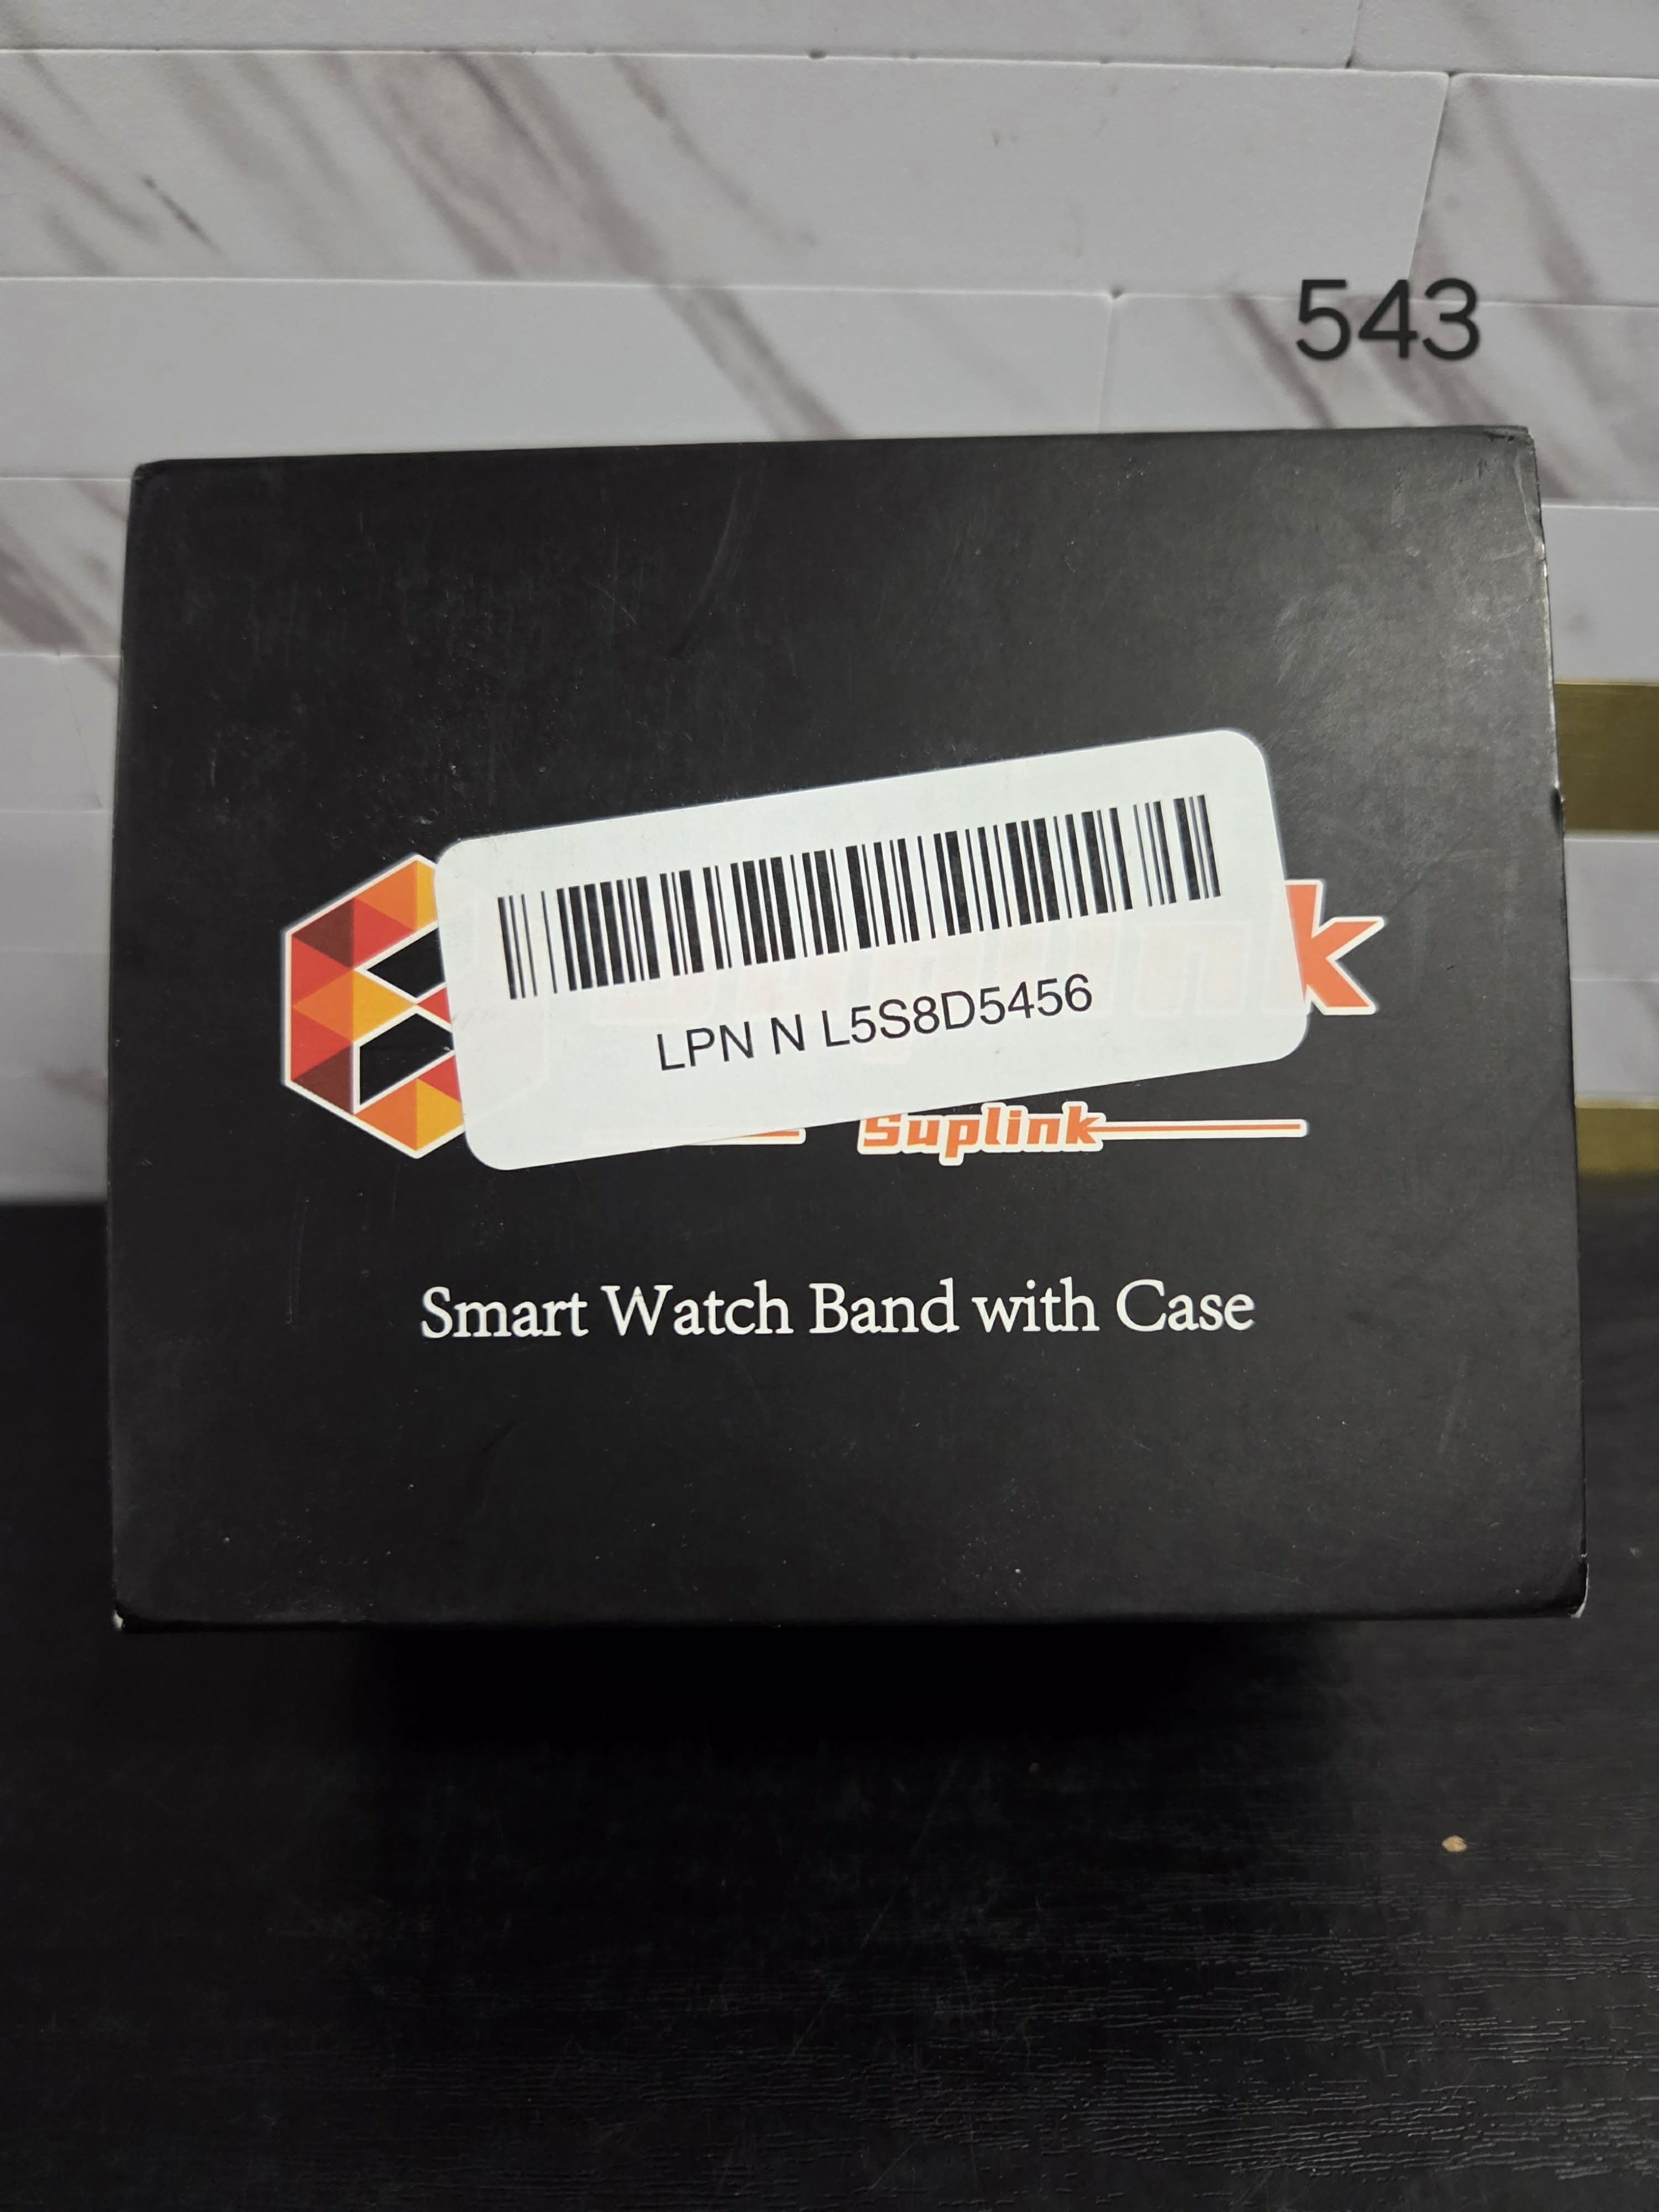 543
LPN N L5S8D5456
k
Suplink
Smart Watch Band with Case